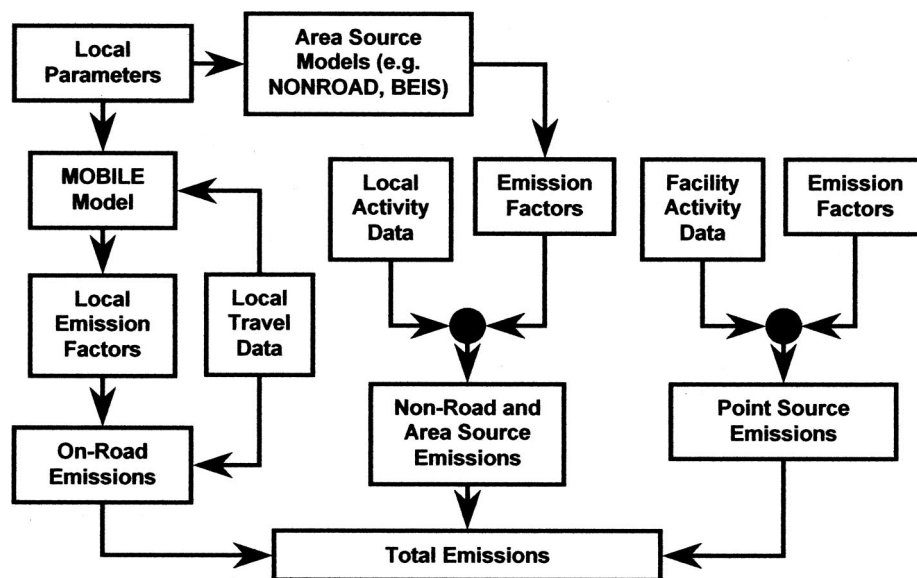 Local
Parameters
Area Source
Models (e.g.
NONROAD, BEIS)
MOBILE
Model
Local
Activity
Data
Emission
Factors
Facility
Activity
Data
Emission
Factors
Local
Emission
Factors
Local
Travel
Data
On-Road
Emissions
Non-Road and
Area Source
Emissions
Point Source
Emissions
Total Emissions